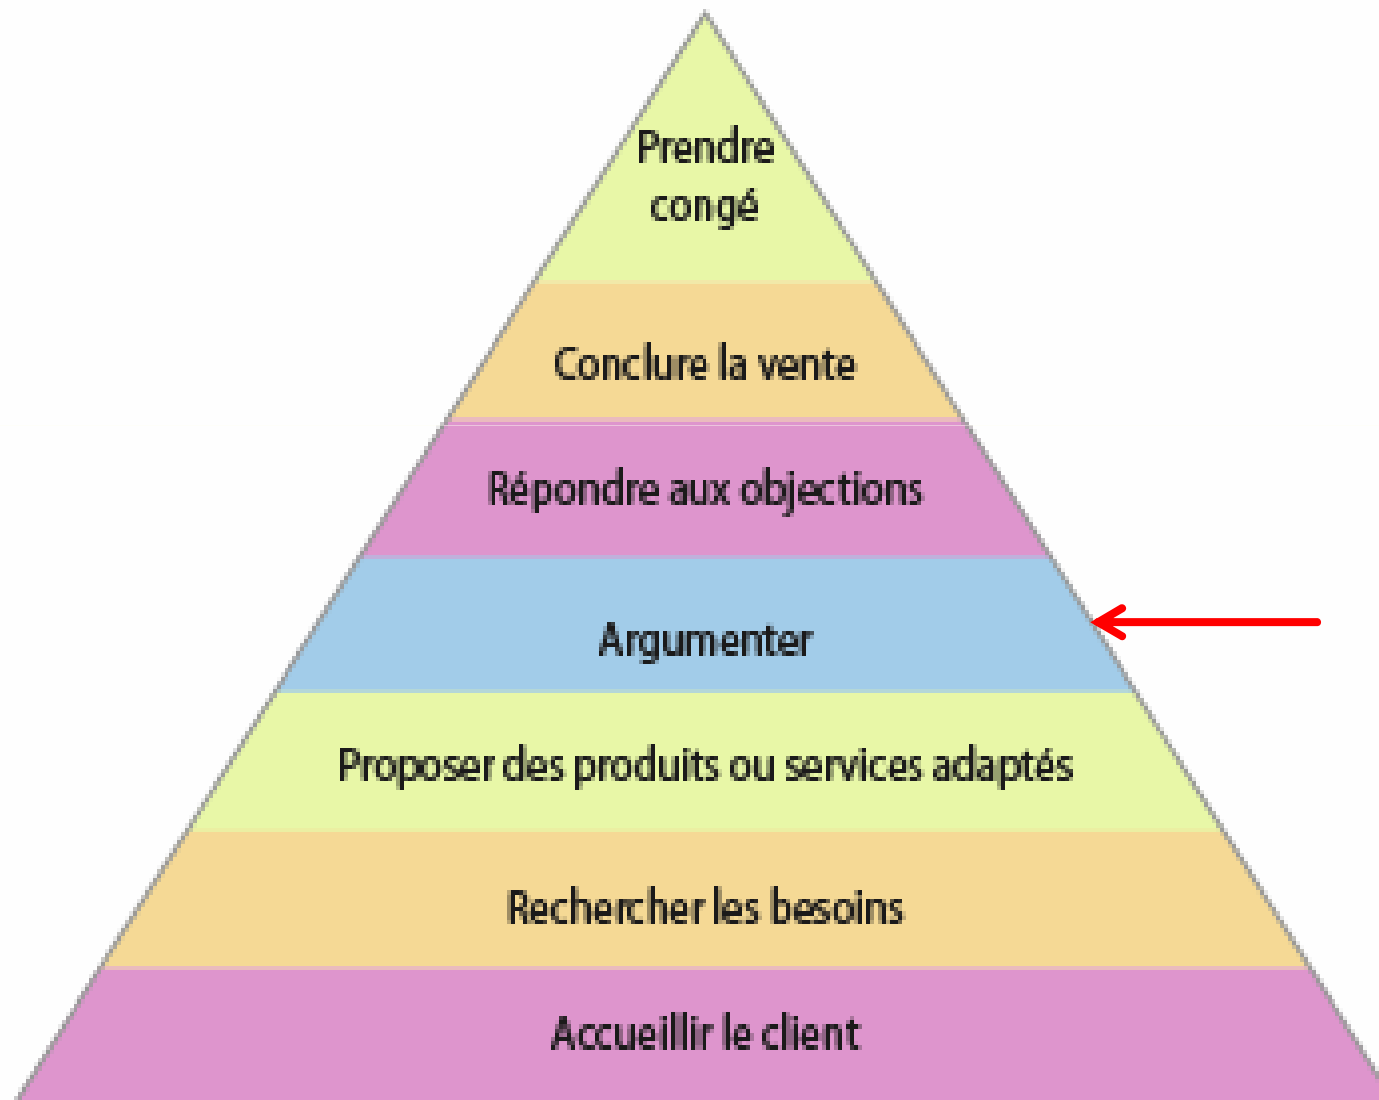 Prendre
congé
Conclure la vente
Répondre aux objections
Argumenter
Proposer des produits ou services adaptés
Rechercher les besoins
Accueillir le client